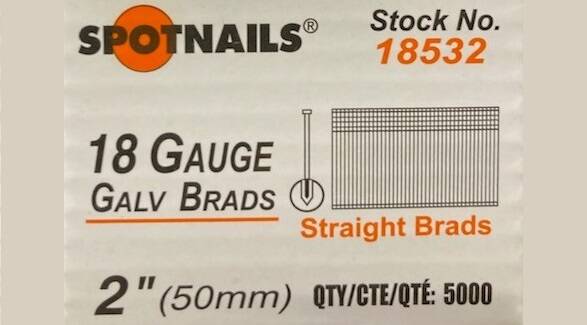 SPOTNAILS®
Stock No.
18532
18 GAUGE
GALV BRADS
Straight Brads
2" (50mm) QTY/CTE/QTÉ: 5000